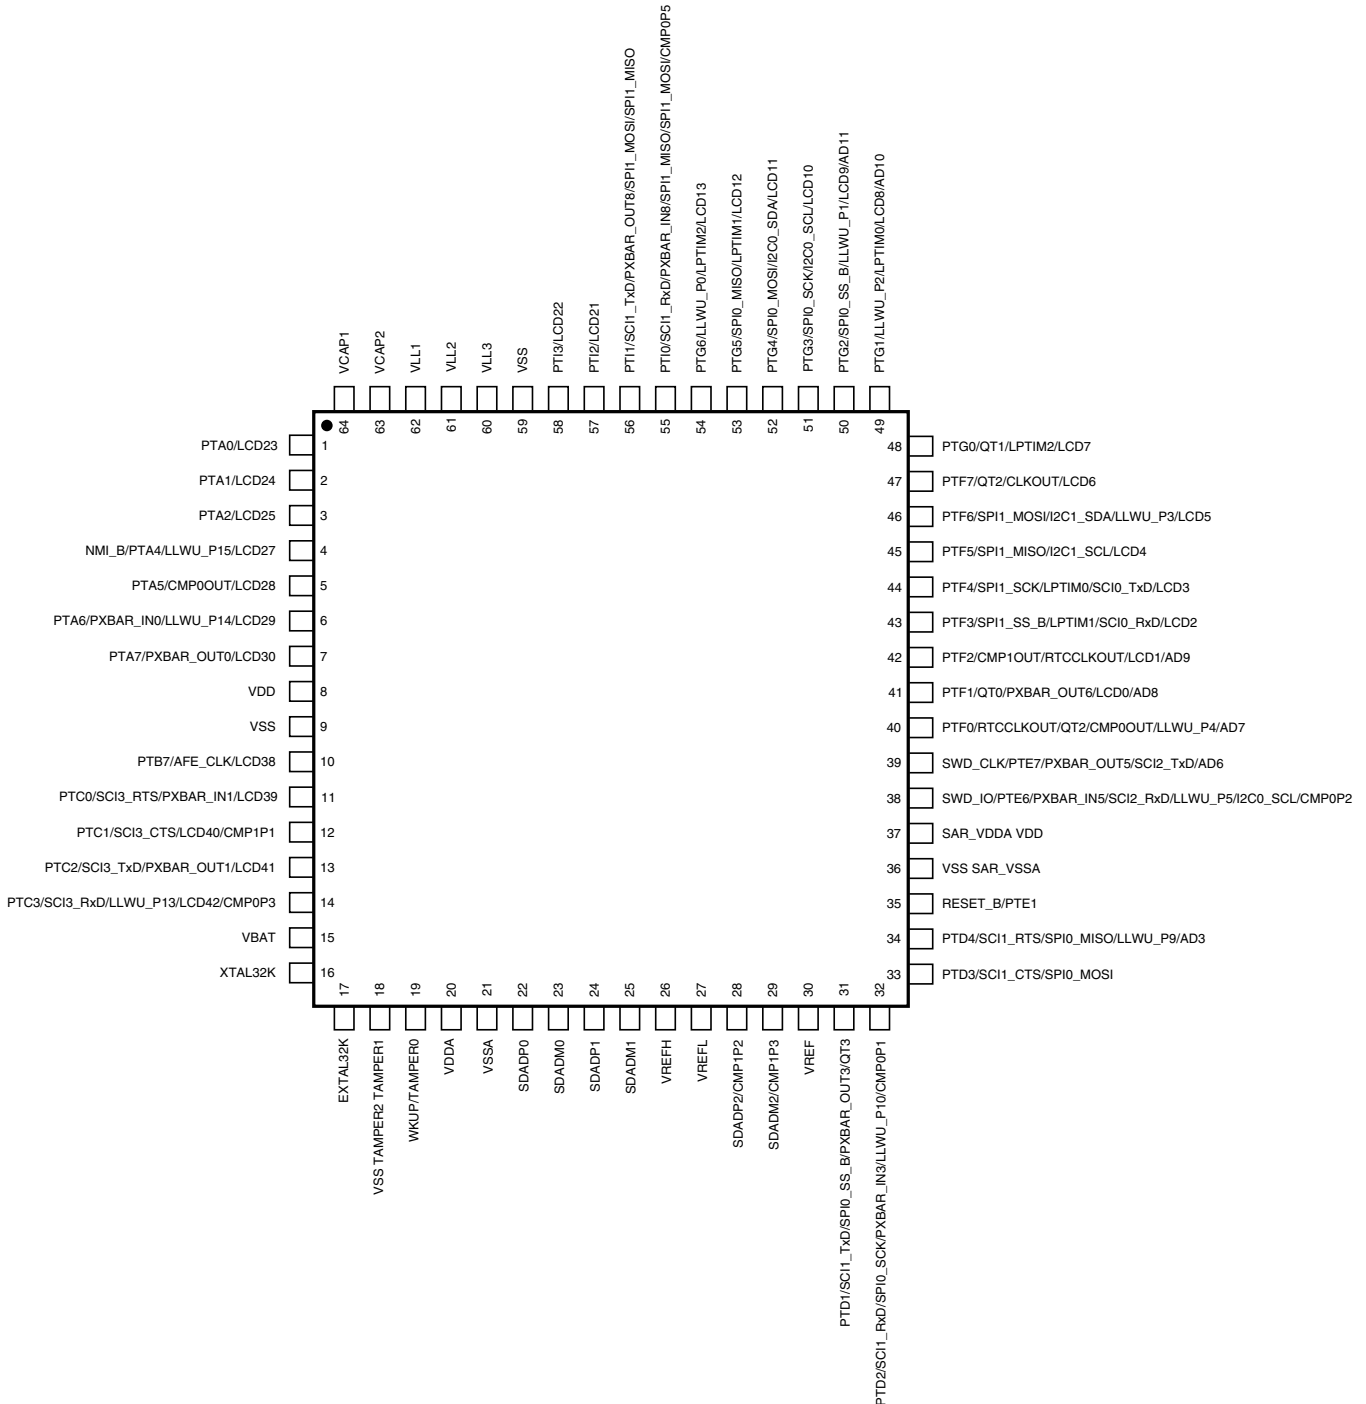 VCAP1
VCAP2
VLL1
VLL2
VLL3
VSS
PTI3/LCD22
PTI2/LCD21
PTI1/SCI1_TxD/PXBAR_OUT8/SPI1_MOSI/SPI1_MISO
PTI0/SCI1_RxD/PXBAR_IN8/SPI1_MISO/SPI1_MOSI/CMP0P5
PTG6/LLWU_P0/LPTIM2/LCD13
PTG5/SPI0_MISO/LPTIM1/LCD12
PTG4/SPI0_MOSI/I2C0_SDA/LCD11
PTG3/SPI0_SCK/I2C0_SCL/LCD10
PTG2/SPI0_SS_B/LLWU_P1/LCD9/AD11
PTG1/LLWU_P2/LPTIM0/LCD8/AD10
64
63
62
61
60
59
58
57
56
55
54
53
52
51
50
49
PTA0/LCD23 1
PTA1/LCD24 2
PTA2/LCD25 3
NMI_B/PTA4/LLWU_P15/LCD27 4
PTA5/CMP0OUT/LCD28 5
PTA6/PXBAR_IN0/LLWU_P14/LCD29 6
PTA7/PXBAR_OUT0/LCD30 7
VDD 8
VSS 9
PTB7/AFE_CLK/LCD38 10
PTC0/SCI3_RTS/PXBAR_IN1/LCD39 11
PTC1/SCI3_CTS/LCD40/CMP1P1 12
PTC2/SCI3_TxD/PXBAR_OUT1/LCD41 13
PTC3/SCI3_RxD/LLWU_P13/LCD42/CMP0P3 14
VBAT 15
XTAL32K 16
48 PTG0/QT1/LPTIM2/LCD7
47 PTF7/QT2/CLKOUT/LCD6
46 PTF6/SPI1_MOSI/I2C1_SDA/LLWU_P3/LCD5
45 PTF5/SPI1_MISO/I2C1_SCL/LCD4
44 PTF4/SPI1_SCK/LPTIM0/SCI0_TxD/LCD3
43 PTF3/SPI1_SS_B/LPTIM1/SCI0_RxD/LCD2
42 PTF2/CMP1OUT/RTCCLKOUT/LCD1/AD9
41 PTF1/QT0/PXBAR_OUT6/LCD0/AD8
40 PTF0/RTCCLKOUT/QT2/CMP0OUT/LLWU_P4/AD7
39 SWD_CLK/PTE7/PXBAR_OUT5/SCI2_TxD/AD6
38 SWD_IO/PTE6/PXBAR_IN5/SCI2_RxD/LLWU_P5/I2C0_SCL/CMP0P2
37 SAR_VDDA VDD
36 VSS SAR_VSSA
35 RESET_B/PTE1
34 PTD4/SCI1_RTS/SPI0_MISO/LLWU_P9/AD3
33 PTD3/SCI1_CTS/SPI0_MOSI
17
18
19
20
21
22
23
24
25
26
27
28
29
30
31
32
EXTAL32K
VSS TAMPER2 TAMPER1
WKUP/TAMPER0
VDDA
VSSA
SDADP0
SDADM0
SDADP1
SDADM1
VREFH
VREFL
SDADP2/CMP1P2
SDADM2/CMP1P3
VREF
PTD1/SCI1_TxD/SPI0_SS_B/PXBAR_OUT3/QT3
PTD2/SCI1_RxD/SPI0_SCK/PXBAR_IN3/LLWU_P10/CMP0P1